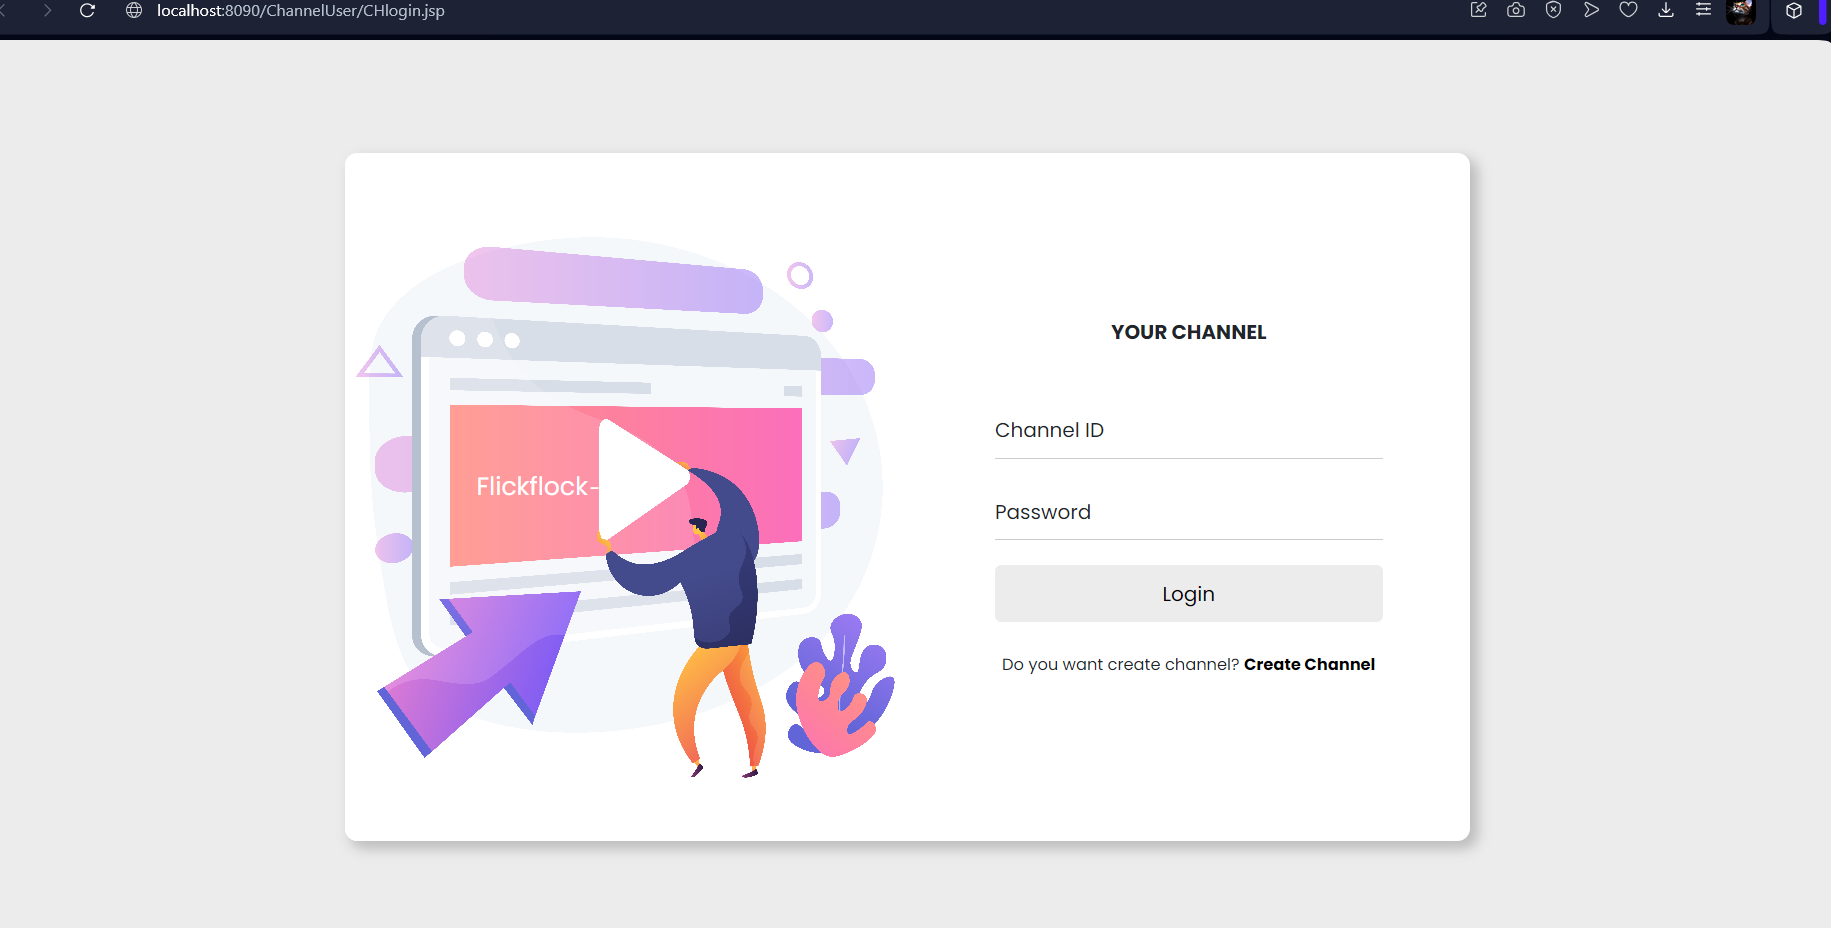 localhost:8090/ChannelUser/CHlogin.jsp
Flickflock-
YOUR CHANNEL
Channel ID
Password
Login
Do you want create channel? Create Channel